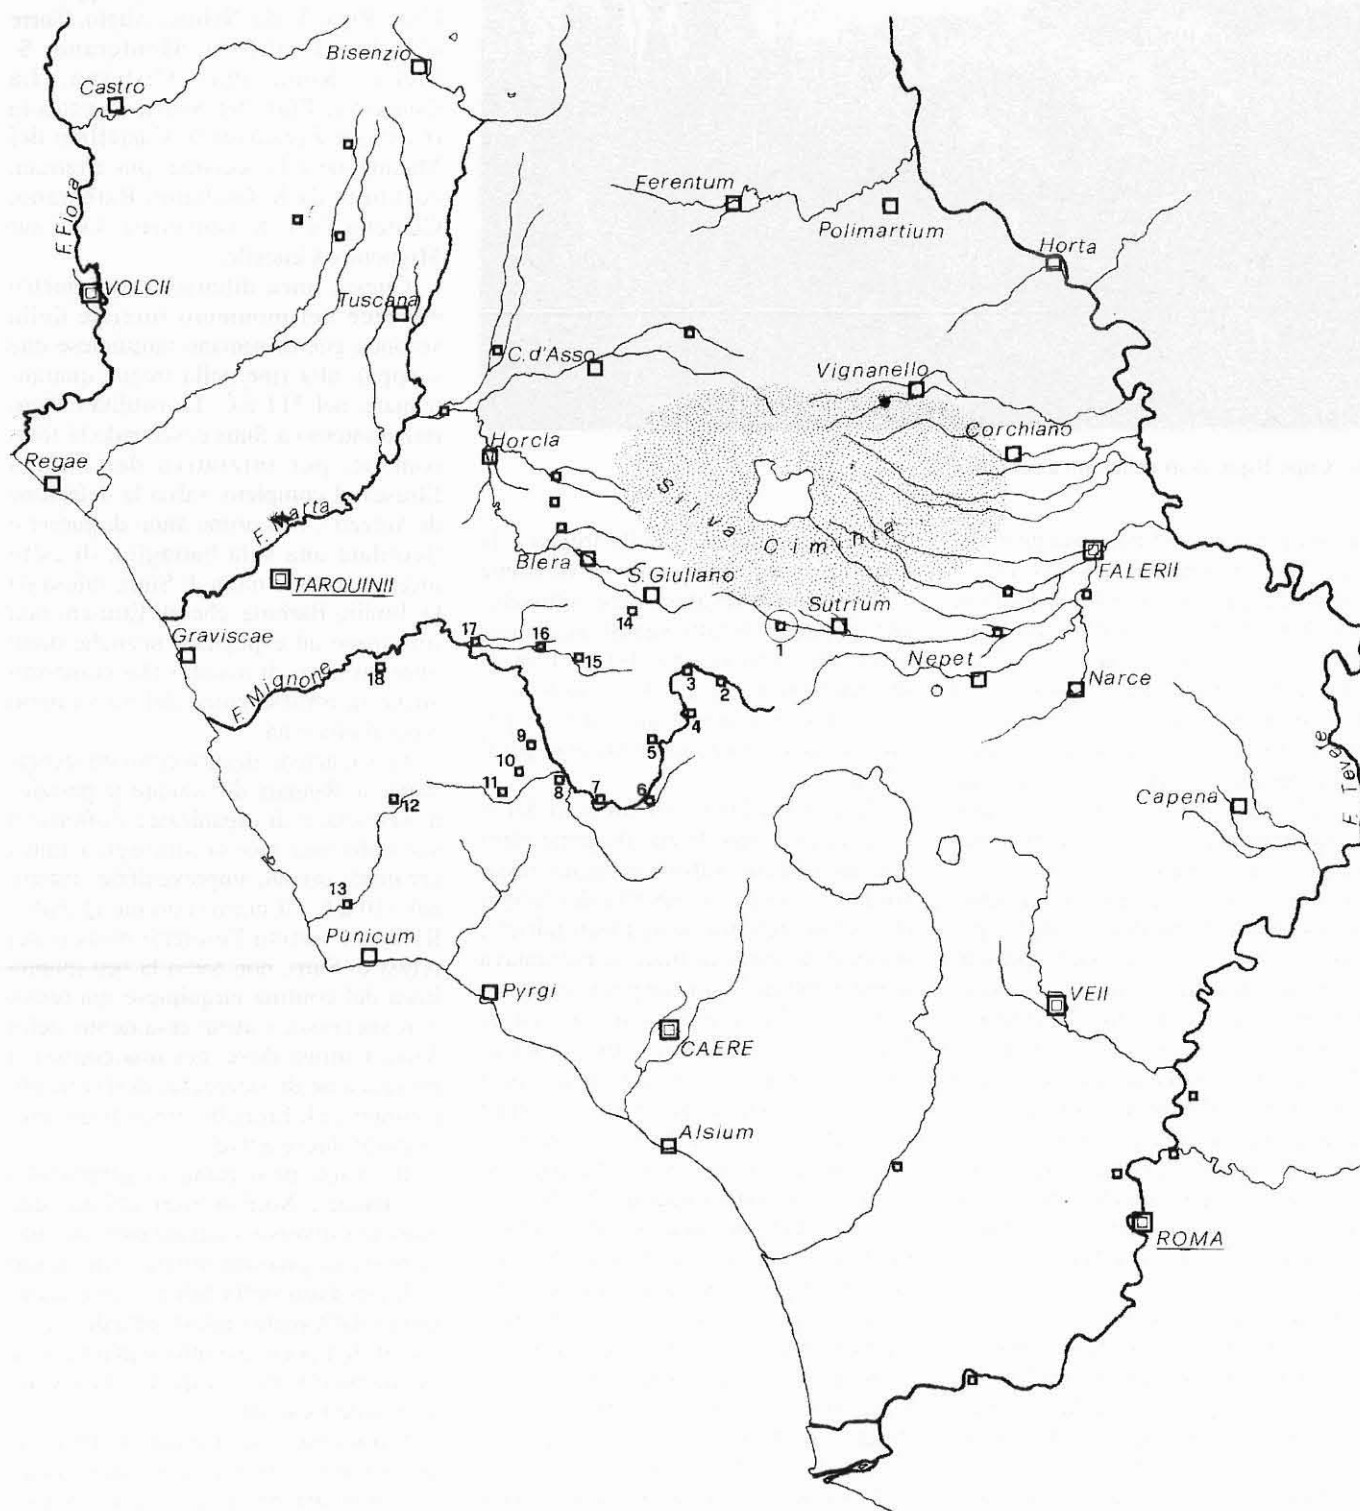 Bisenzio
Castro
Ferentum
Polimartium
Horta
F. Fiora
VOLCII
Tuscana
C. d'Asso
Vignanello
Corchiano
Horcla
Regae
Silva Ciminia
F. Marta
Blera
FALERII
TARQUINII
S. Giuliano
Sutrium
14
1
Graviscae
17
16
15
Nepet
18
3
2
Narce
F. Mignone
4
9
5
F. Tevere
10
11
8
7
6
12
Capena
13
Punicum
Pyrgi
VEII
CAERE
Alsium
ROMA